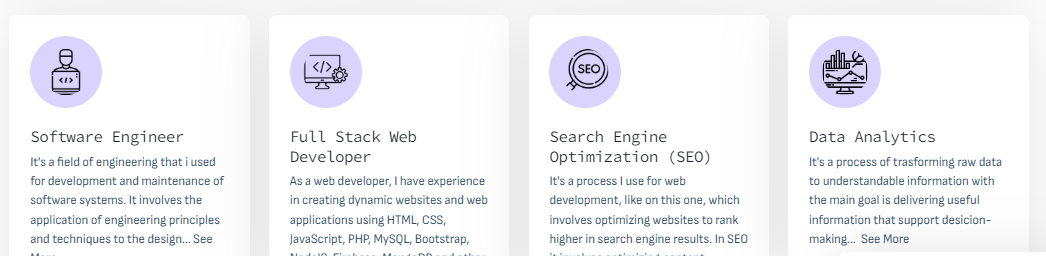 Software Engineer
It's a field of engineering that i used
for development and maintenance of
software systems. It involves the
application of engineering principles
and techniques to the design... See
Full Stack Web
Developer
As a web developer, I have experience
in creating dynamic websites and web
applications using HTML, CSS,
JavaScript, PHP, MySQL, Bootstrap,
SEO
Search Engine
Optimization (SEO)
It's a process I use for web
development, like on this one, which
involves optimizing websites to rank
higher in search engine results. In SEO
it involves optimizing content
Data Analytics
It's a process of trasforming raw data
to understandable information with
the main goal is delivering useful
information that support desicion-
making... See More